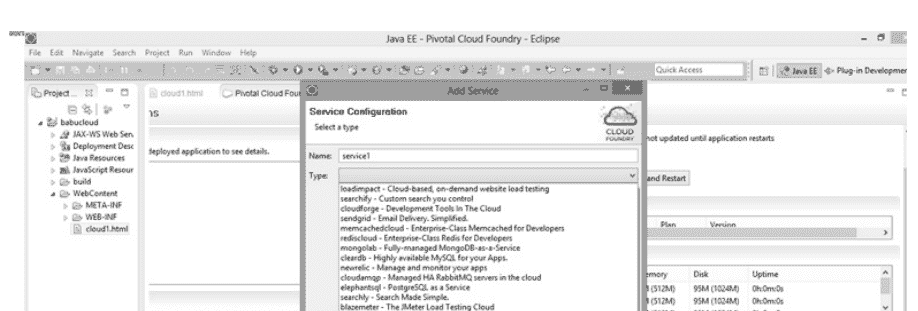 Java EE - Pivotal Cloud Foundry - Eclipse
File Edit Navigate Search Project Run Window Help
Quick Access
Java EE
Plug-in Developmen
Project...
cloud1.html
Pivotal Cloud Foun
babucloud
JAX-WS Web Serv
Deployment Desc
Java Resources
JavaScript Resour
build
WebContent
META-INF
WEB-INF
cloud1.html
ns
deployed application to see details.
Add Service
Service Configuration
Select a type
CLOUD
FOUNDRY
Name: service1
Type:
loadimpact - Cloud-based, on-demand website load testing
searchify - Custom search you control
cloudforge - Development Tools In The Cloud
sendgrid - Email Delivery. Simplified.
memcachedcloud - Enterprise-Class Memcached for Developers
rediscloud - Enterprise-Class Redis for Developers
mongolab - Fully-managed MongoDB-as-a-Service
cleardb - Highly available MySQL for your Apps.
newrelic - Manage and monitor your apps
cloudamqp - Managed HA RabbitMQ servers in the cloud
elephantsql - PostgreSQL as a Service
searchly - Search Made Simple.
blazemeter - The JMeter Load Testing Cloud
not updated until application restarts
and Restart
Plan Version
emory Disk Uptime
(512M) 95M (1024M) 0h:0m:0s
(512M) 95M (1024M) 0h:0m:0s